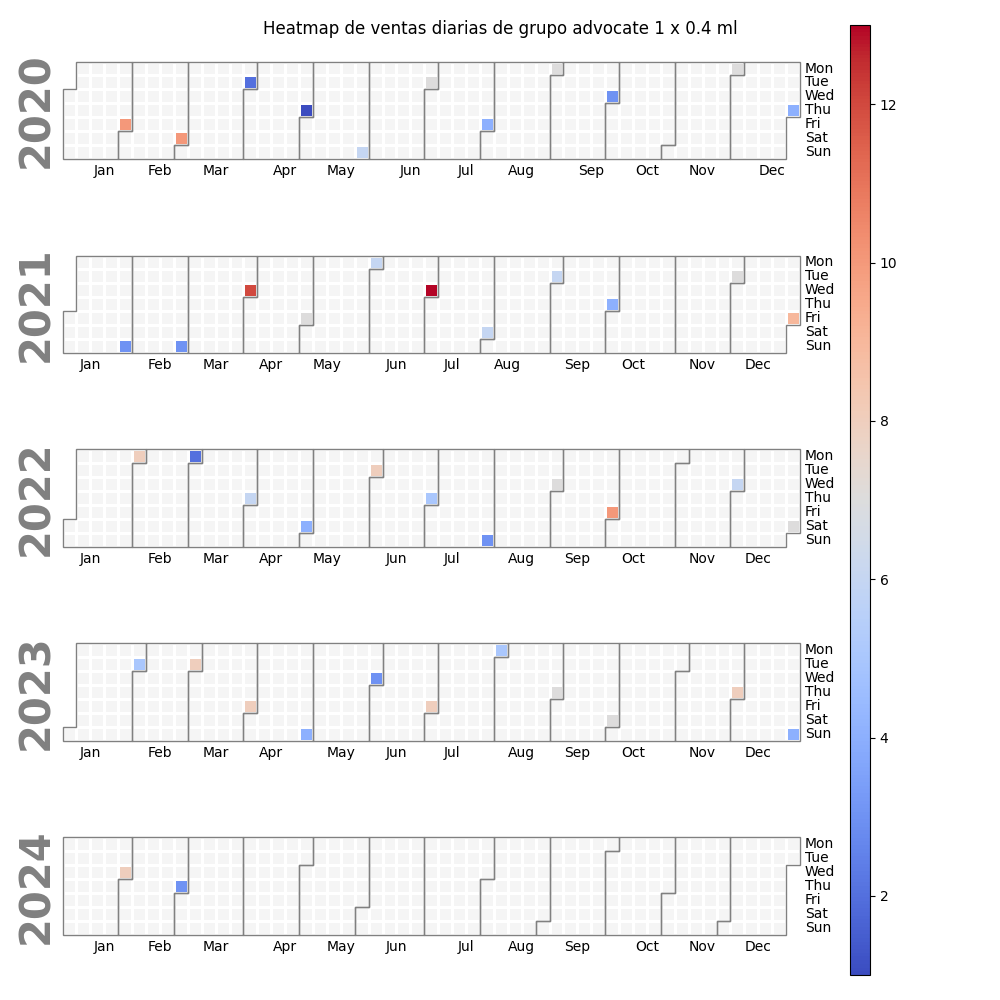 Heatmap de ventas diarias de grupo advocate 1 x 0.4 ml
2020
Mon
Tue
Wed
Thu
Fri
Sat
Sun
Jan Feb Mar Apr May Jun Jul Aug Sep Oct Nov Dec
2021
Mon
Tue
Wed
Thu
Fri
Sat
Sun
Jan Feb Mar Apr May Jun Jul Aug Sep Oct Nov Dec
2022
Mon
Tue
Wed
Thu
Fri
Sat
Sun
Jan Feb Mar Apr May Jun Jul Aug Sep Oct Nov Dec
2023
Mon
Tue
Wed
Thu
Fri
Sat
Sun
Jan Feb Mar Apr May Jun Jul Aug Sep Oct Nov Dec
2024
Mon
Tue
Wed
Thu
Fri
Sat
Sun
Jan Feb Mar Apr May Jun Jul Aug Sep Oct Nov Dec
12
10
8
6
4
2